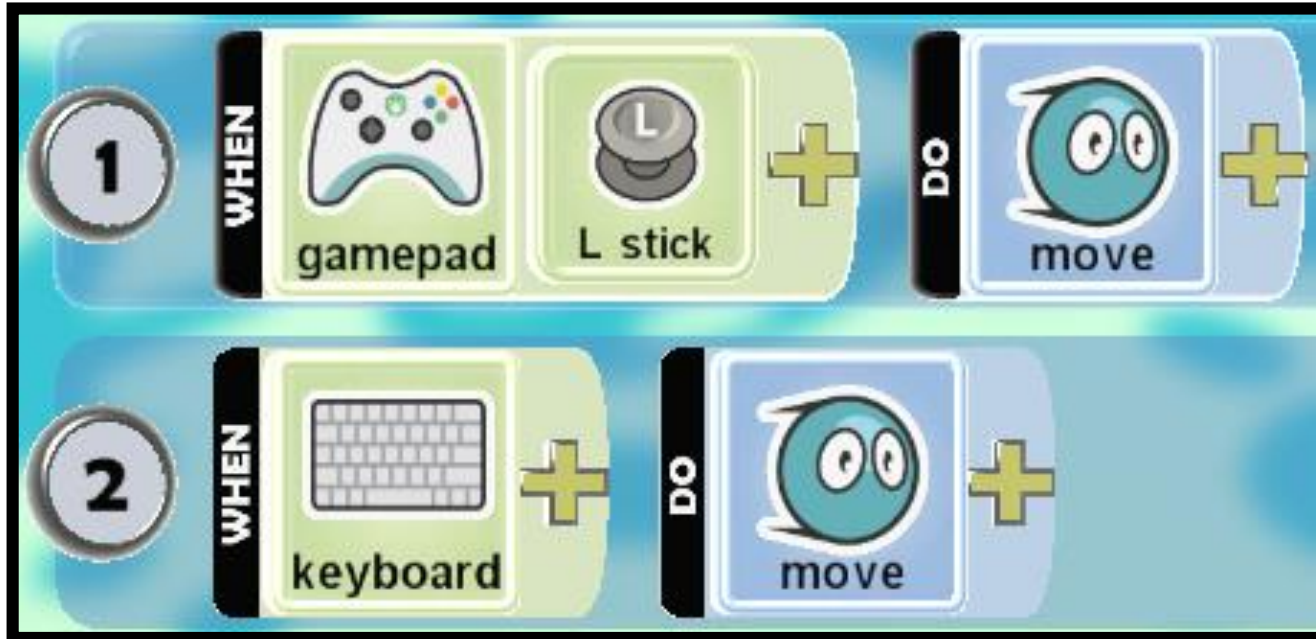 1
WHEN
gamepad
L
L stick
DO
move
2
WHEN
keyboard
DO
move